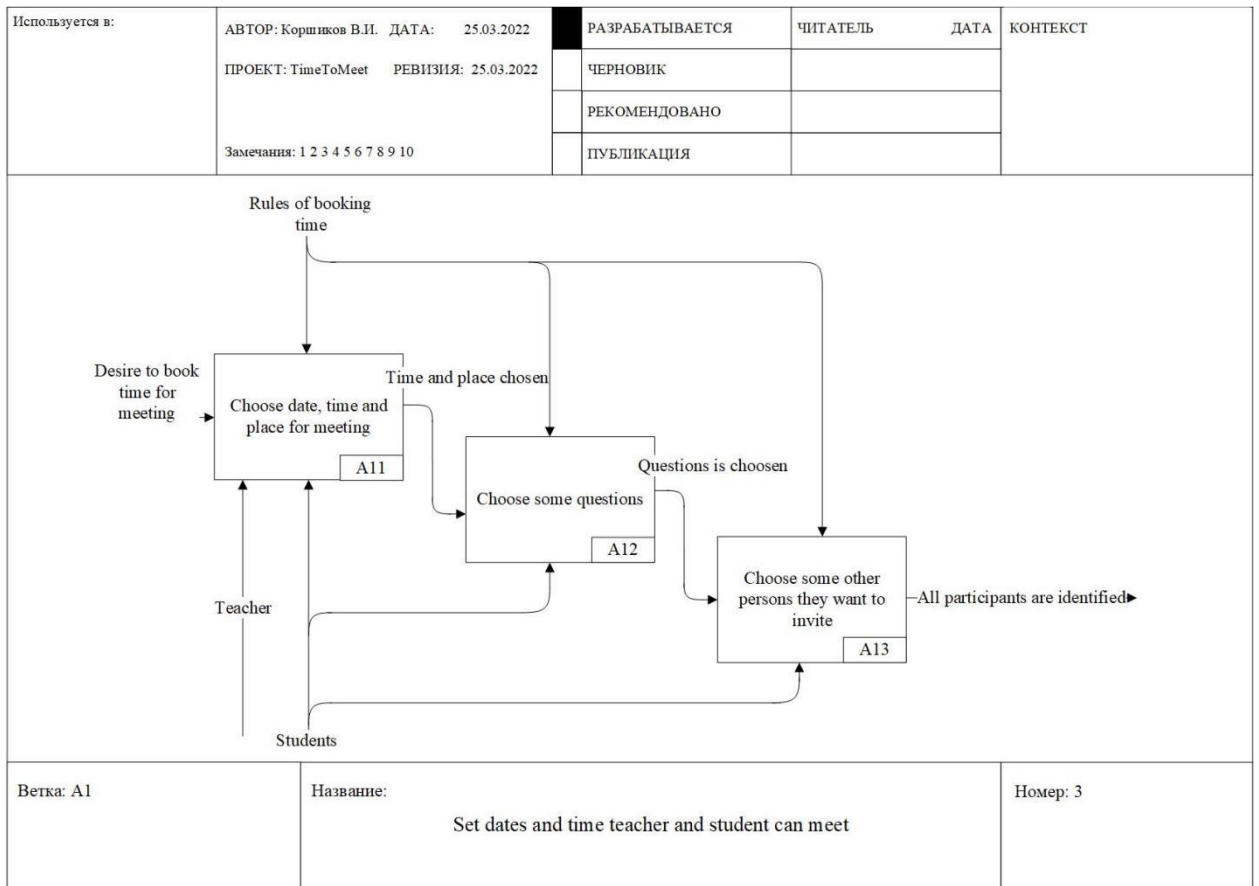 Используется в:
АВТОР: Коршиков В.И. ДАТА: 25.03.2022
ПРОЕКТ: TimeToMeet РЕВИЗИЯ: 25.03.2022
Замечания: 1 2 3 4 5 6 7 8 9 10
РАЗРАБАТЫВАЕТСЯ
ЧЕРНОВИК
РЕКОМЕНДОВАНО
ПУБЛИКАЦИЯ
ЧИТАТЕЛЬ ДАТА
КОНТЕКСТ
Rules of booking
time
Desire to book
time for
meeting
Choose date, time and
place for meeting
A11
Time and place chosen
Choose some questions
A12
Questions is choosen
Choose some other
persons they want to
invite
A13
All participants are identified
Teacher
Students
Ветка: A1
Название:
Set dates and time teacher and student can meet
Номер: 3